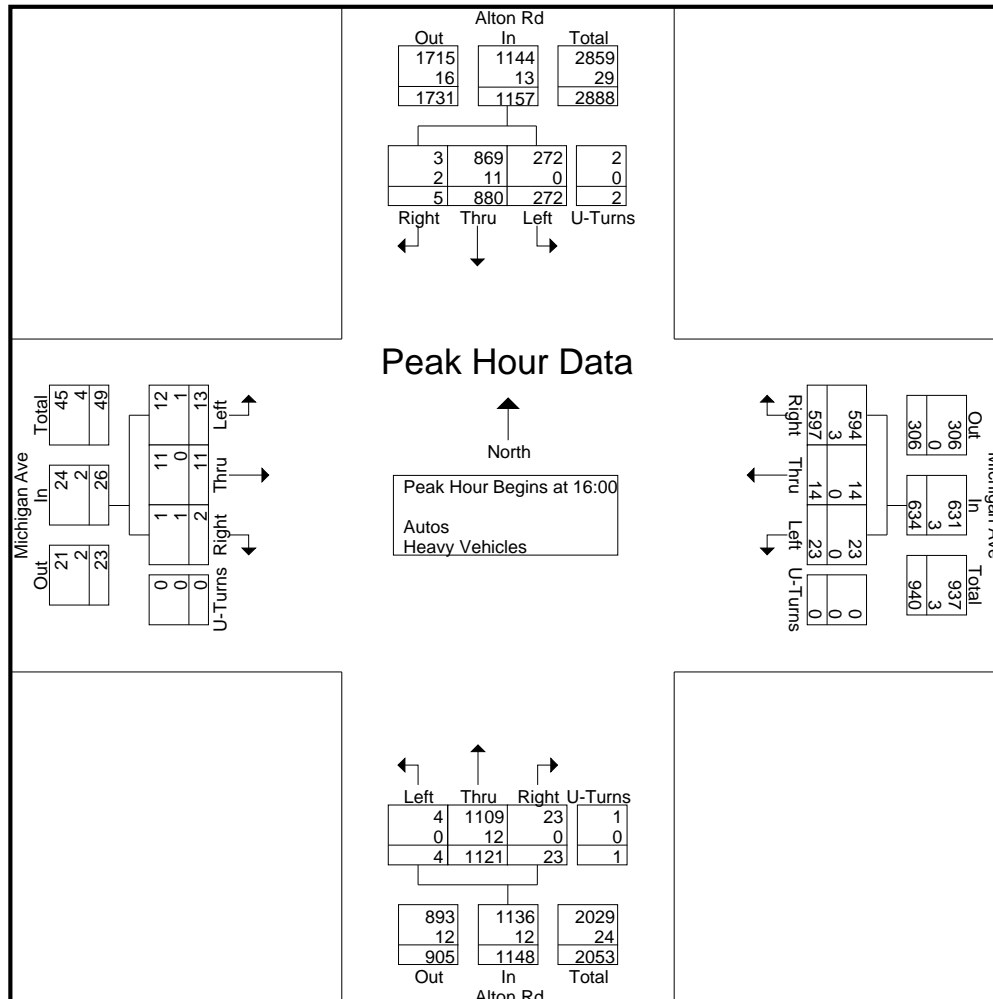 Alton Rd
Out In Total
1715 1144 2859
16 13 29
1731 1157 2888
3 869 272 2
2 11 0 0
5 880 272 2
Right Thru Left U-Turns
Peak Hour Data
North
Peak Hour Begins at 16:00
Autos
Heavy Vehicles
Michigan Ave
Out In Total
21 24 45
2 2 4
23 26 49
12 11 1 0
1 0 1 0
13 11 2 0
Left Thru Right U-Turns
Right Thru Left U-Turns
597 14 23 0
3 0 0 0
594 14 23 0
306 634 940
0 3 3
306 631 937
Out In Total
Michigan Ave
Left Thru Right U-Turns
4 1109 23 1
0 12 0 0
4 1121 23 1
893 1136 2029
12 12 24
905 1148 2053
Out In Total
Alton Rd